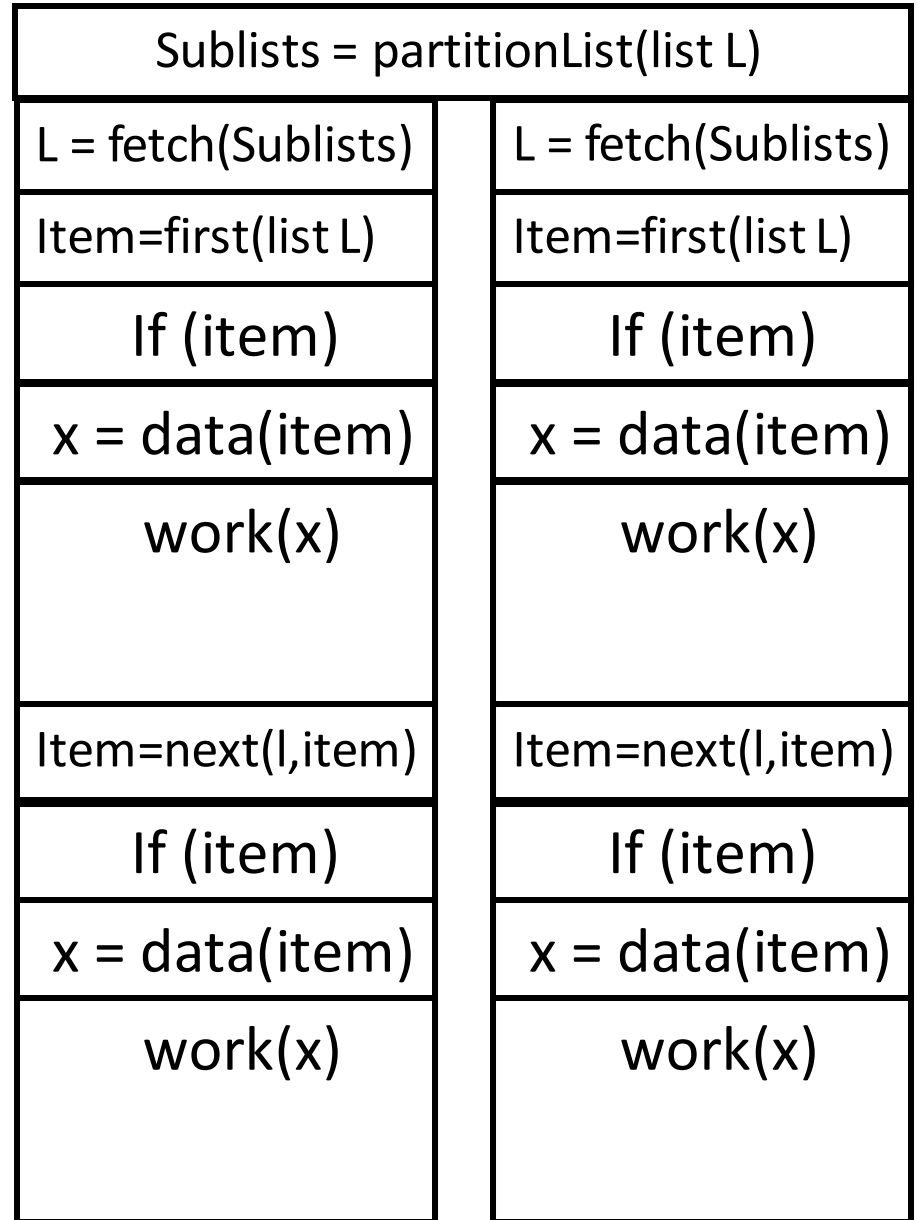 Sublists = partitionList(list L)
L = fetch(Sublists)
Item=first(list L)
If (item)
x = data(item)
work(x)
Item=next(l,item)
If (item)
x = data(item)
work(x)
L = fetch(Sublists)
Item=first(list L)
If (item)
x = data(item)
work(x)
Item=next(l,item)
If (item)
x = data(item)
work(x)